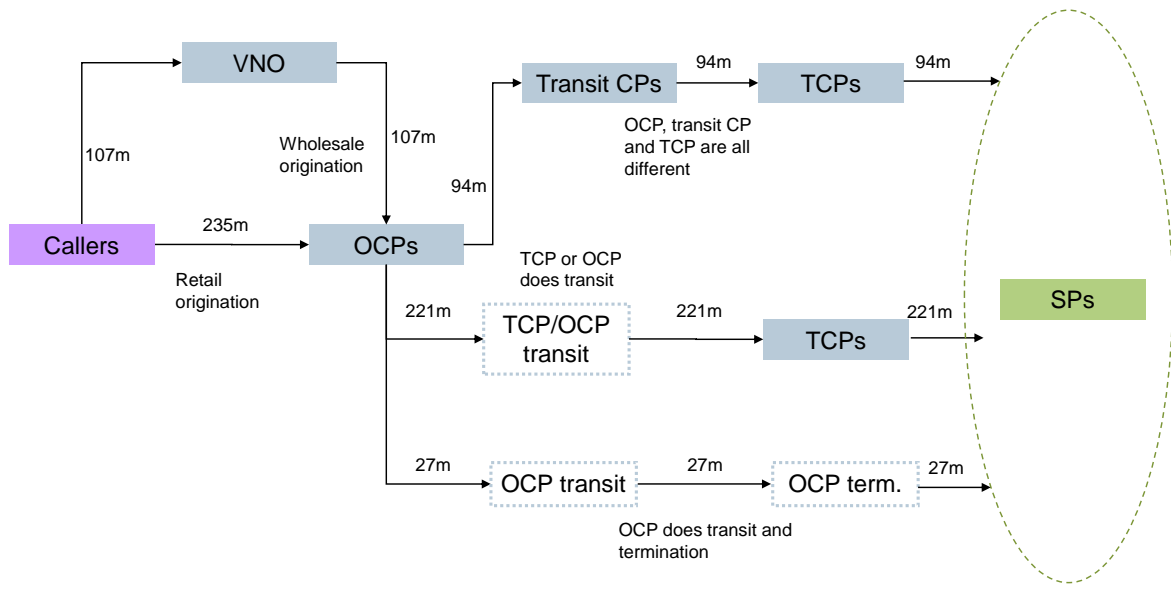 VNO
94m
94m
Transit CPs
TCPs
107m
Wholesale
origination
107m
OCP, transit CP
and TCP are all
different
94m
235m
Callers
OCPs
Retail
origination
TCP or OCP
does transit
SPs
221m
TCP/OCP
transit
221m
TCPs
221m
27m
OCP transit
27m
OCP term.
27m
OCP does transit and
termination